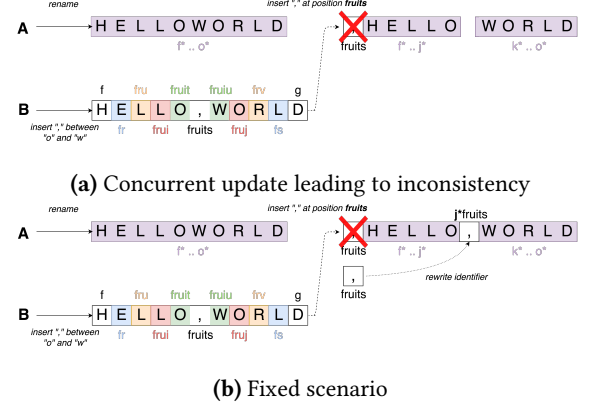 rename
insert "," at position fruits
A
H E L L O W O R L D
, H E L L O
W O R L D
f* .. o*
fruits
f* .. j*
k* .. o*
f
fru
fruit
fruiu
frv
g
B
H E L L O , W O R L D
insert "," between
"o" and "w"
fr
frui
fruits
fruj
fs
(a) Concurrent update leading to inconsistency
rename
insert "," at position fruits
j*fruits
A
H E L L O W O R L D
, H E L L O , W O R L D
f* .. o*
fruits
f* .. j*
k* .. o*
,
rewrite identifier
fruits
f
fru
fruit
fruiu
frv
g
B
H E L L O , W O R L D
insert "," between
"o" and "w"
fr
frui
fruits
fruj
fs
(b) Fixed scenario